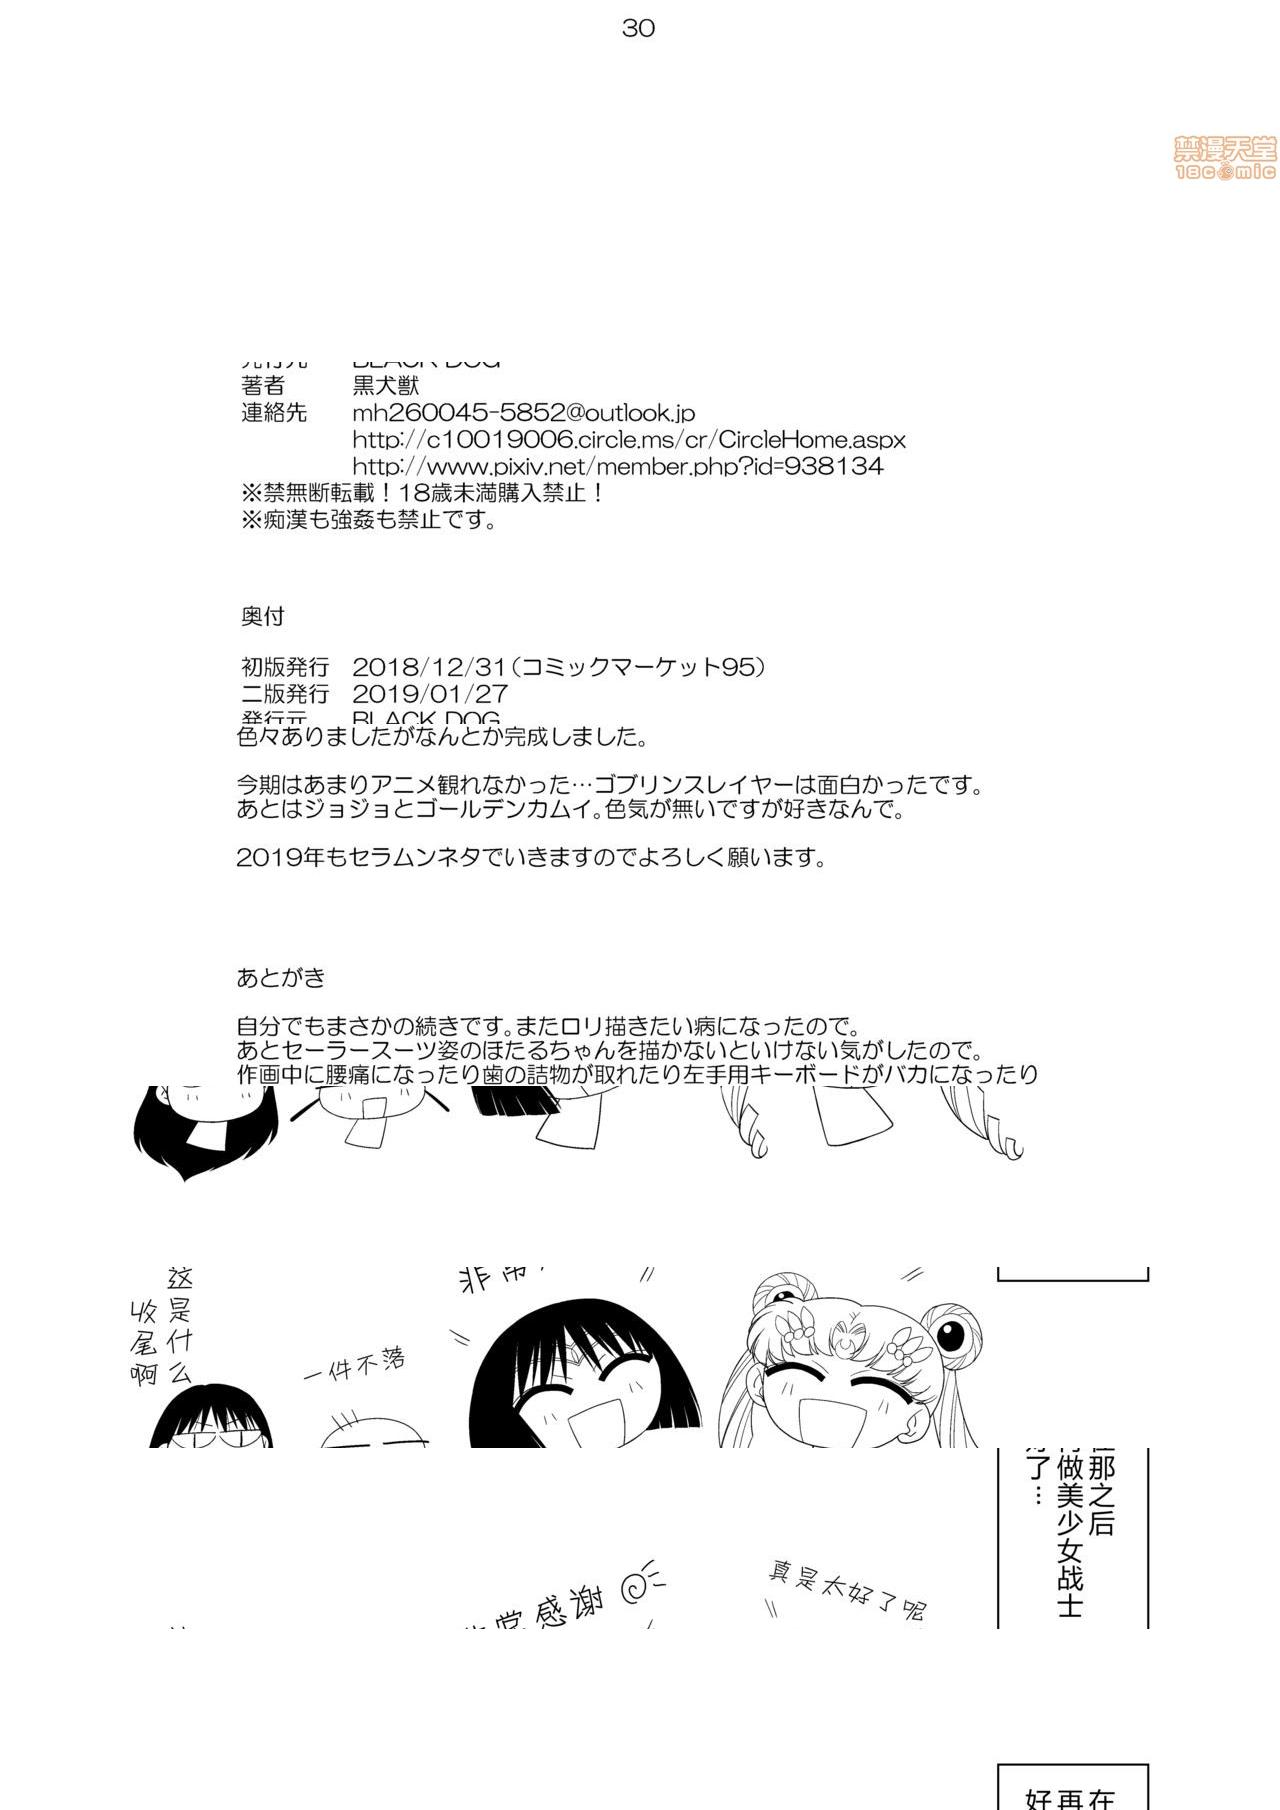 30
禁漫天堂
18comic
著者 黒犬獣
連絡先 mh260045-5852@outlook.jp
http://c10019006.circle.ms/cr/CircleHome.aspx
http://www.pixiv.net/member.php?id=938134
※禁無断転載！18歳未満購入禁止！
※痴漢も強姦も禁止です。
奥付
初版発行 2018/12/31（コミックマーケット95）
二版発行 2019/01/27
発行元 BLACK DOG
色々ありましたがなんとか完成しました。
今期はあまりアニメ観れなかった…ゴブリンスレイヤーは面白かったです。
あとはジョジョとゴールデンカムイ。色気が無いですが好きなんで。
2019年もセラムンネタでいきますのでよろしく願います。
あとがき
自分でもまさかの続きです。またロリ描きたい病になったので。
あとセーラースーツ姿のほたるちゃんを描かないといけない気がしたので。
作画中に腰痛になったり歯の詰物が取れたり左手用キーボードがバカになったり
这是什么
收尾啊
一件不落
非常
那之后
做美少女战士
了…
常感谢
真是太好了呢
在
再
好